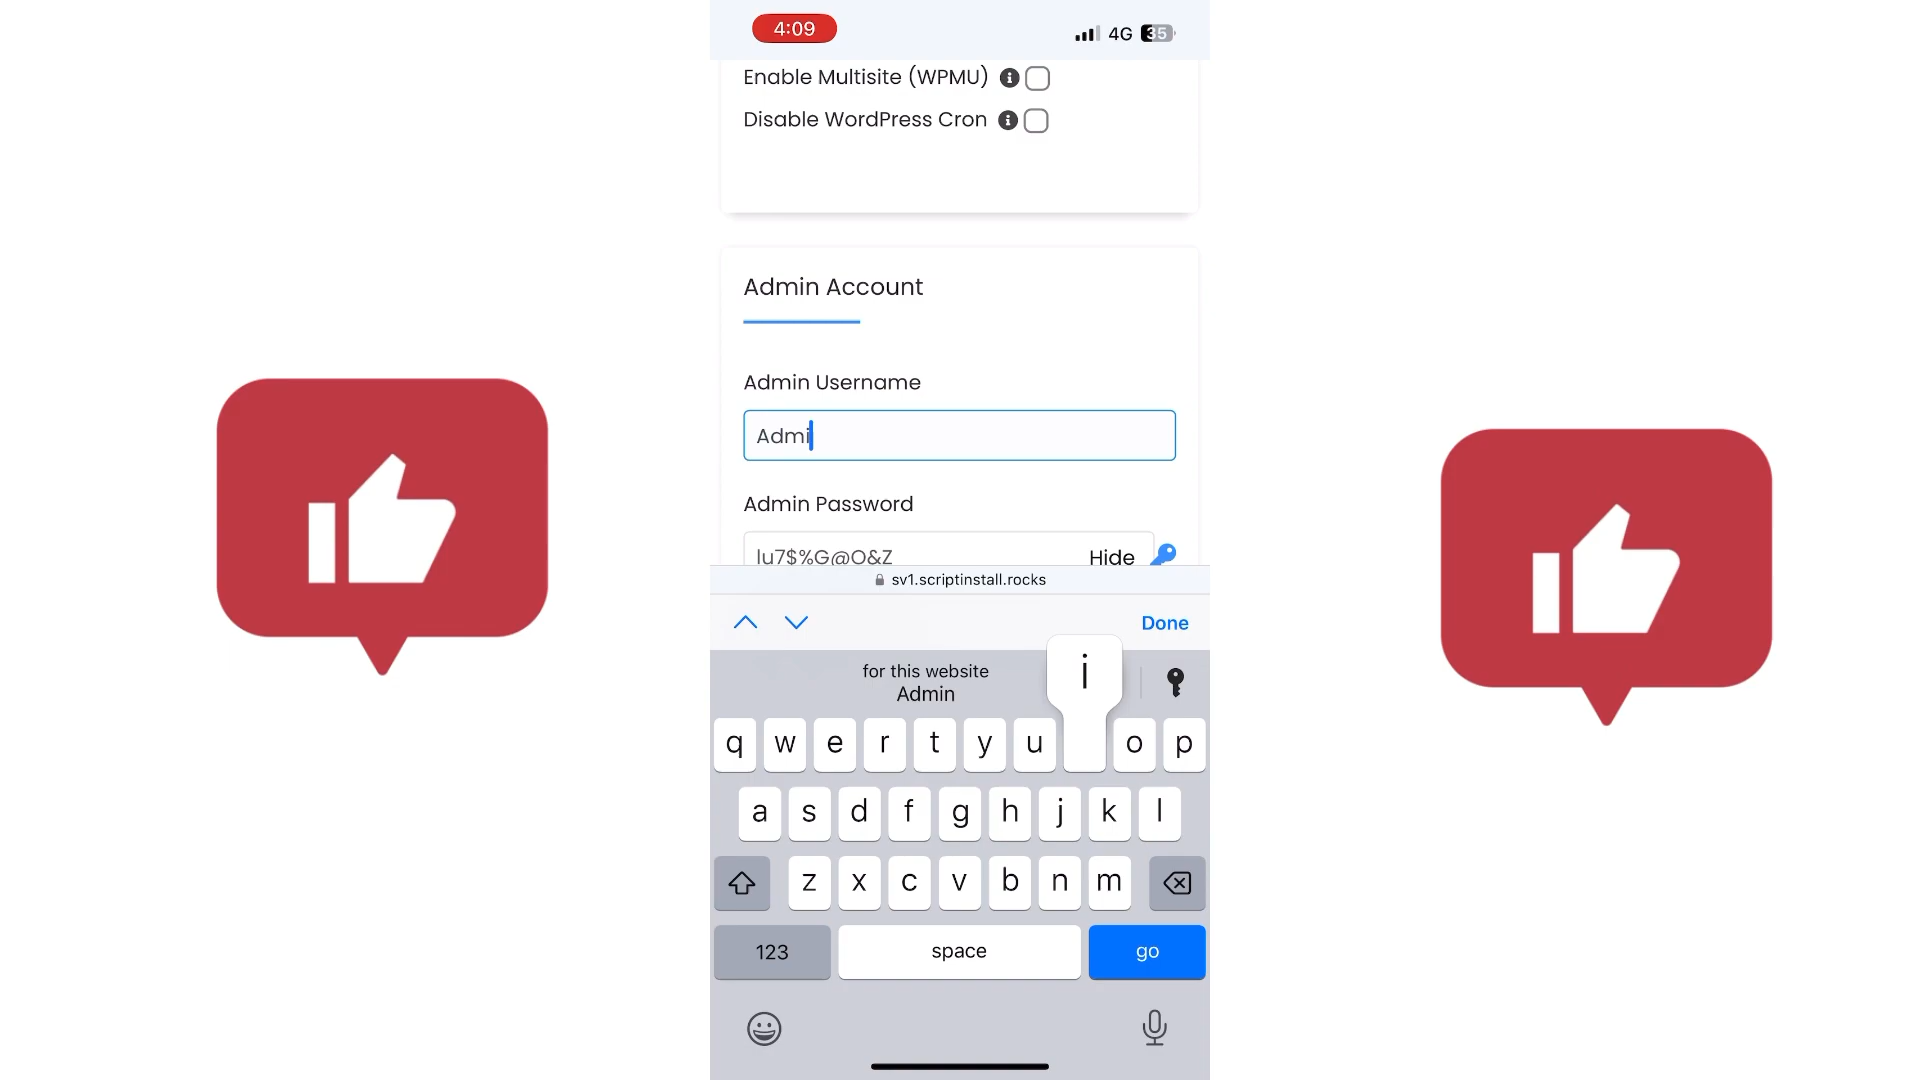 4:09
4G 35
Enable Multisite (WPMU)
Disable WordPress Cron
Admin Account
Admin Username
Admi
Admin Password
lu7$%G@O&Z
Hide
sv1.scriptinstall.rocks
Done
for this website
Admin
i
q w e r t y u o p
a s d f g h j k l
z x c v b n m
123 space go